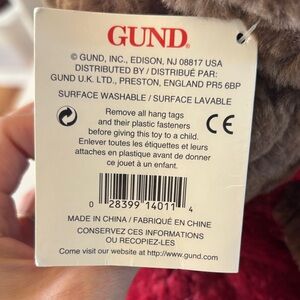 GUND®
© GUND, INC., EDISON, NJ 08817 USA
DISTRIBUTED BY / DISTRIBUÉ PAR:
GUND U.K. LTD., PRESTON, ENGLAND PR5 6BP
SURFACE WASHABLE / SURFACE LAVABLE
Remove all hang tags
and their plastic fasteners
before giving this toy to a child.
Enlever toutes les étiquettes et leurs
attaches en plastique avant de donner
ce jouet à un enfant.
CE
0 28399 14011 4
MADE IN CHINA / FABRIQUÉ EN CHINE
CONSERVEZ CES INFORMATIONS
OU RECOPIEZ-LES
Come visit our website at http://www.gund.com